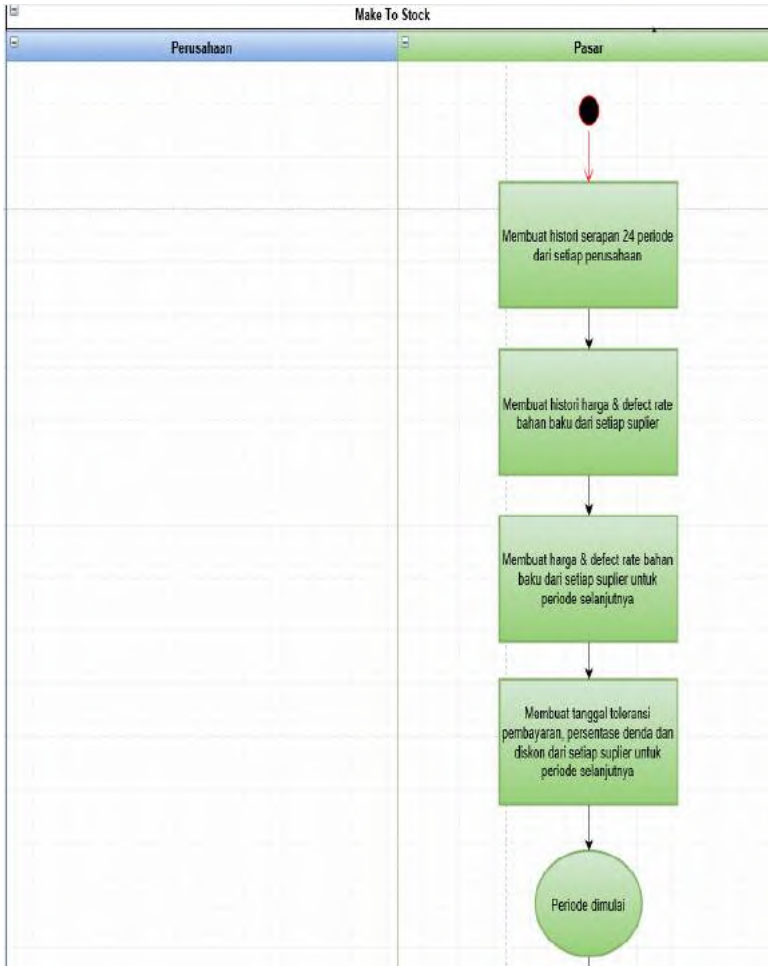 Make To Stock
Perusahaan
Pasar
Membuat histori serapan 24 periode
dari setiap perusahaan
Membuat histori harga & defect rate
bahan baku dari setiap suplier
Membuat harga & defect rate bahan
baku dari setiap suplier untuk
periode selanjutnya
Membuat tanggal toleransi
pembayaran, persentase denda dan
diskon dari setiap suplier untuk
periode selanjutnya
Periode dimulai